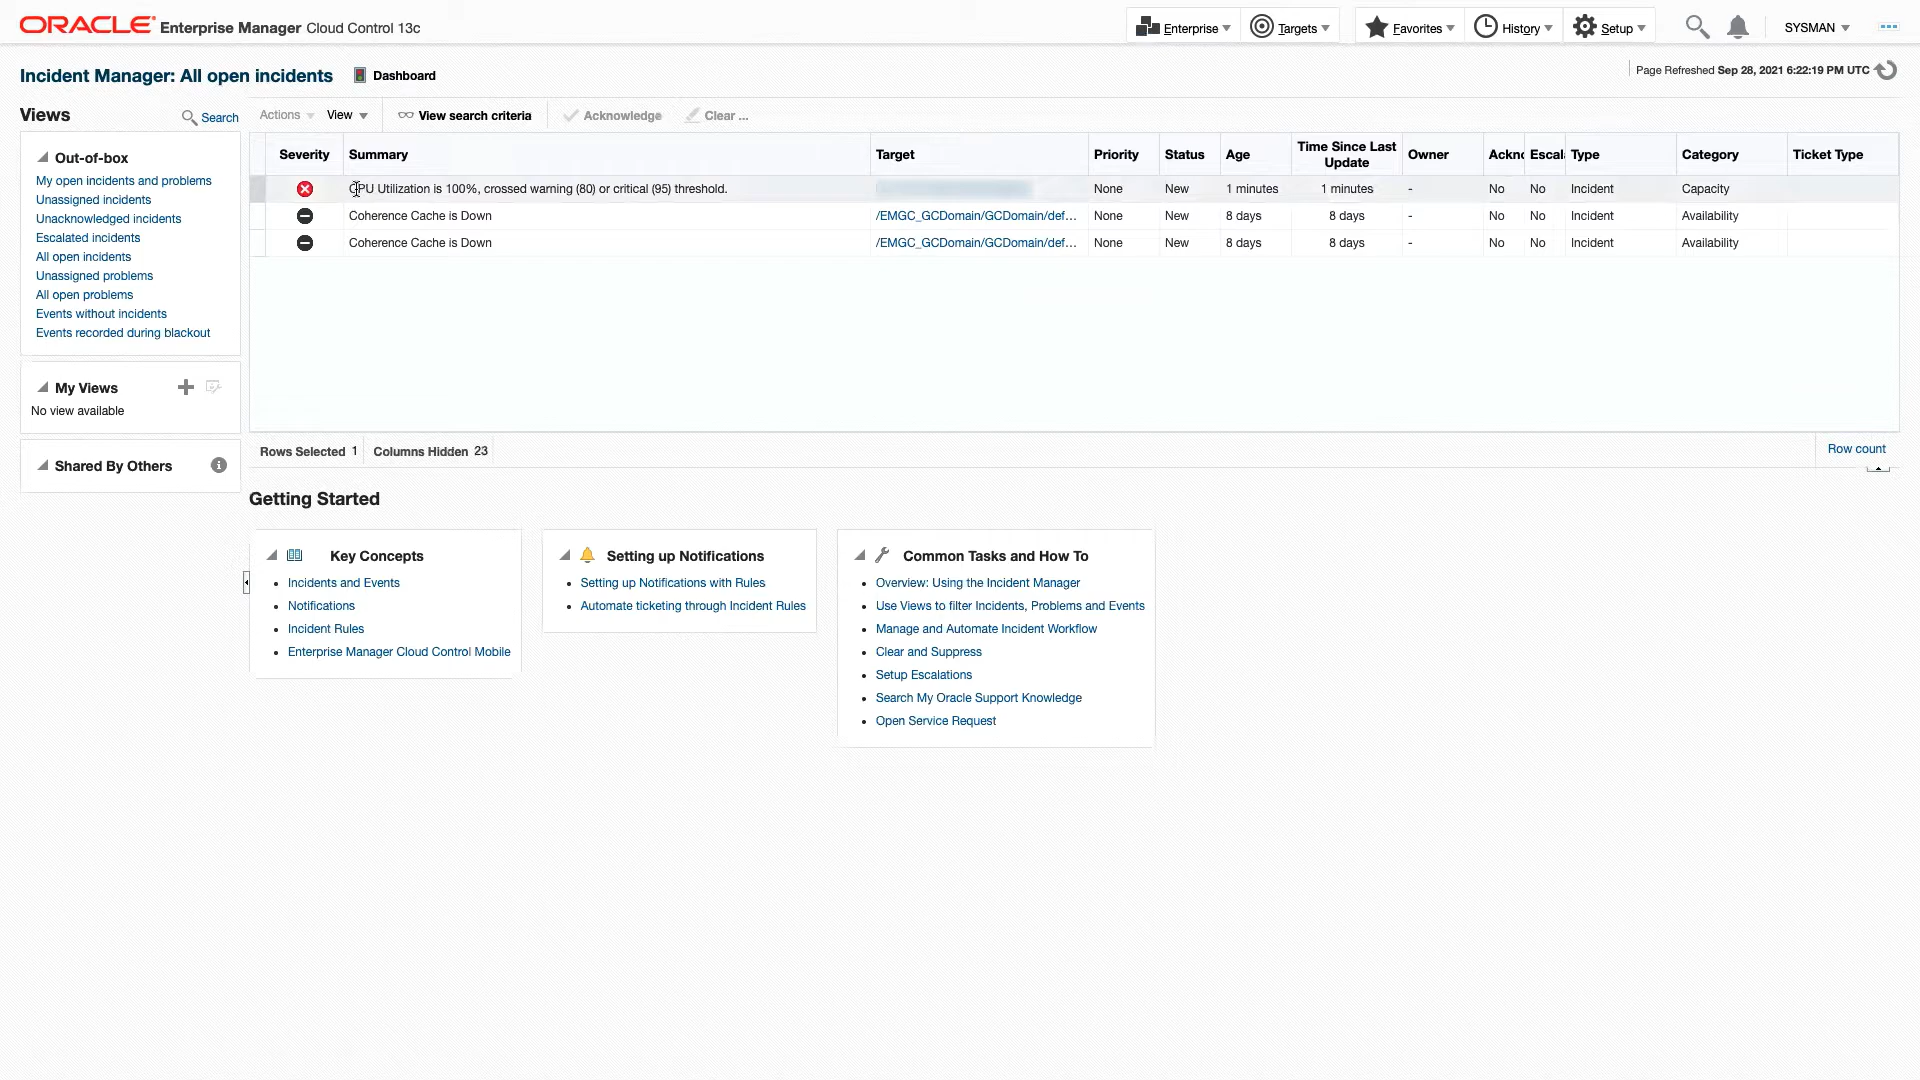 ORACLE Enterprise Manager Cloud Control 13c
Enterprise Targets Favorites History Setup SYSMAN
Incident Manager: All open incidents Dashboard
Page Refreshed Sep 28, 2021 6:22:19 PM UTC
Views Search
Out-of-box
My open incidents and problems
Unassigned incidents
Unacknowledged incidents
Escalated incidents
All open incidents
Unassigned problems
All open problems
Events without incidents
Events recorded during blackout
My Views
No view available
Shared By Others
Actions View View search criteria Acknowledge Clear ...
Severity Summary Target Priority Status Age Time Since Last Update Owner Ackno Escal Type Category Ticket Type
CPU Utilization is 100%, crossed warning (80) or critical (95) threshold. None New 1 minutes 1 minutes - No No Incident Capacity
Coherence Cache is Down /EMGC_GCDomain/GCDomain/def... None New 8 days 8 days - No No Incident Availability
Coherence Cache is Down /EMGC_GCDomain/GCDomain/def... None New 8 days 8 days - No No Incident Availability
Rows Selected 1 Columns Hidden 23 Row count
Getting Started
Key Concepts
Incidents and Events
Notifications
Incident Rules
Enterprise Manager Cloud Control Mobile
Setting up Notifications
Setting up Notifications with Rules
Automate ticketing through Incident Rules
Common Tasks and How To
Overview: Using the Incident Manager
Use Views to filter Incidents, Problems and Events
Manage and Automate Incident Workflow
Clear and Suppress
Setup Escalations
Search My Oracle Support Knowledge
Open Service Request